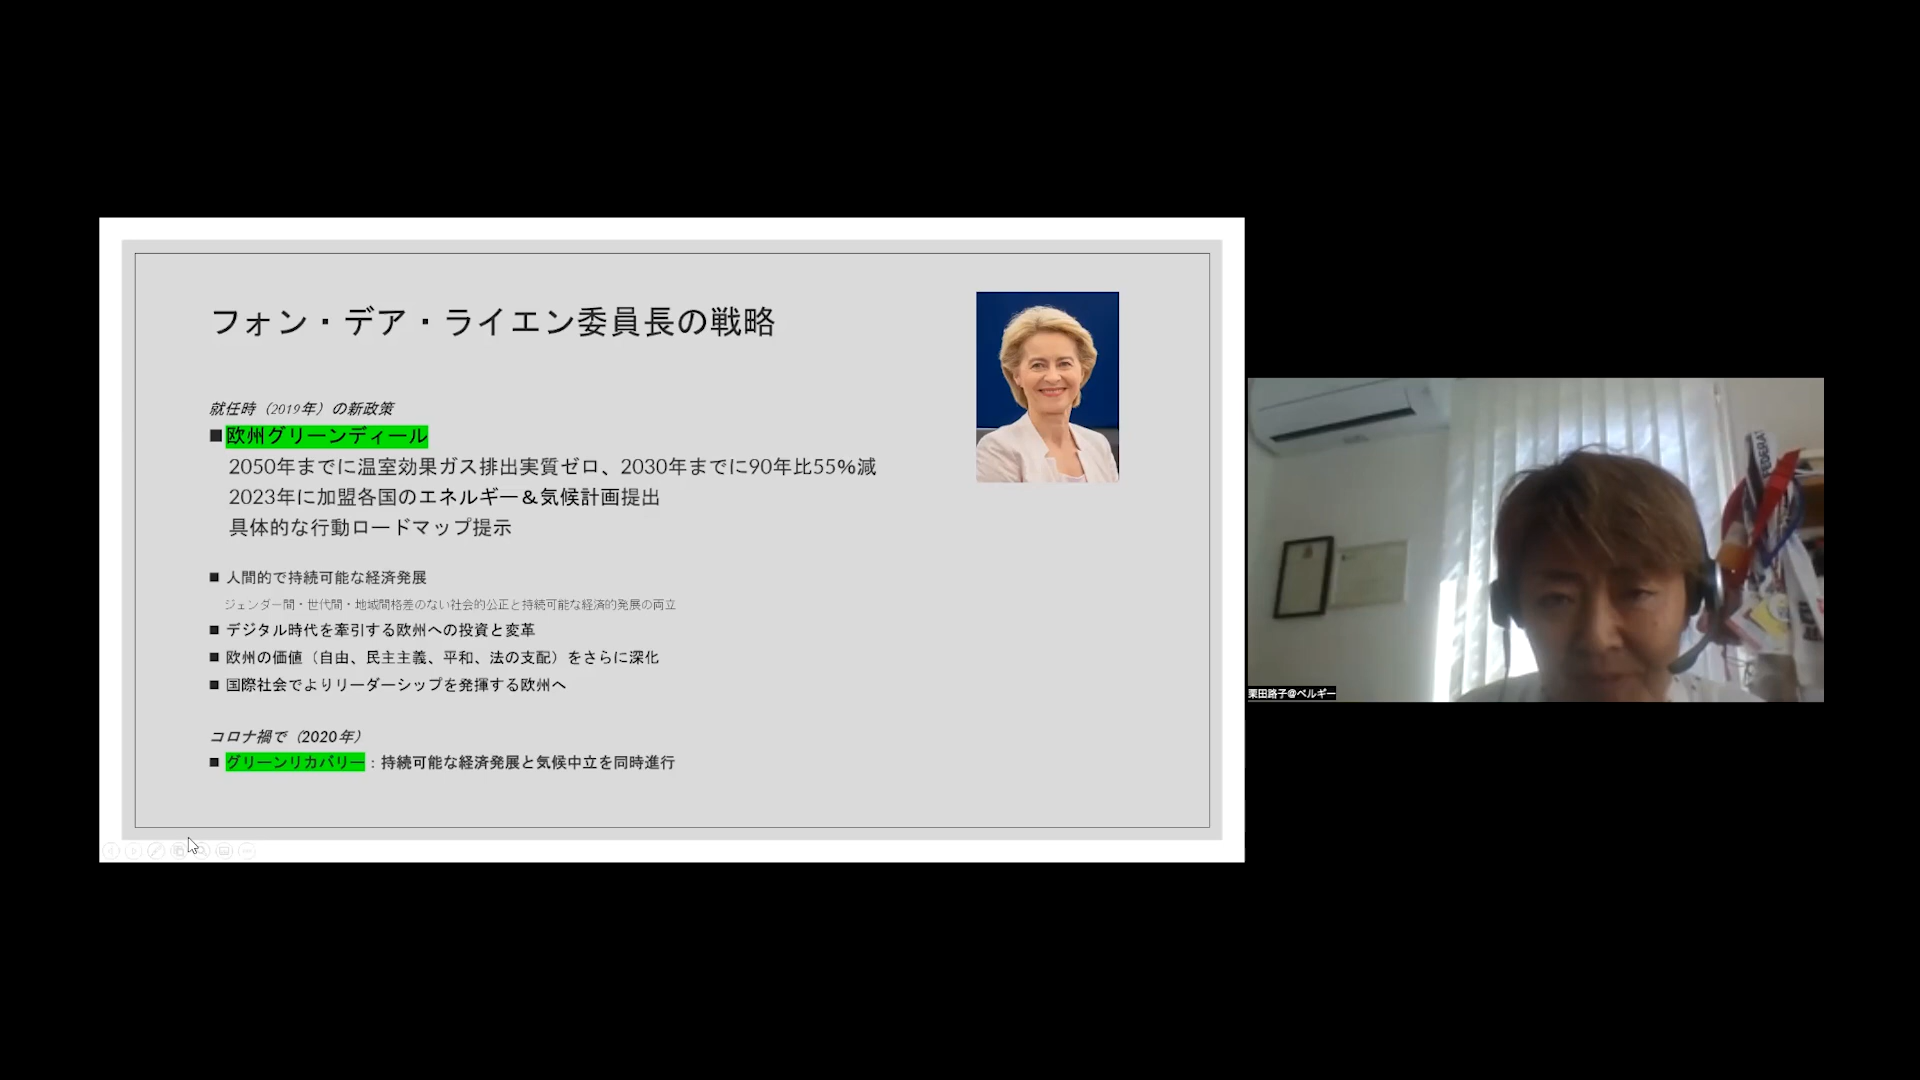 フォン・デア・ライエン委員長の戦略
就任時（2019年）の新政策
■欧州グリーンディール
2050年までに温室効果ガス排出実質ゼロ、2030年までに90年比55%減
2023年に加盟各国のエネルギー＆気候計画提出
具体的な行動ロードマップ提示
■ 人間的で持続可能な経済発展
ジェンダー間・世代間・地域間格差のない社会的公正と持続可能な経済的発展の両立
■ デジタル時代を牽引する欧州への投資と変革
■ 欧州の価値（自由、民主主義、平和、法の支配）をさらに深化
■ 国際社会でよりリーダーシップを発揮する欧州へ
コロナ禍で（2020年）
■ グリーンリカバリー：持続可能な経済発展と気候中立を同時進行
栗田路子＠ベルギー